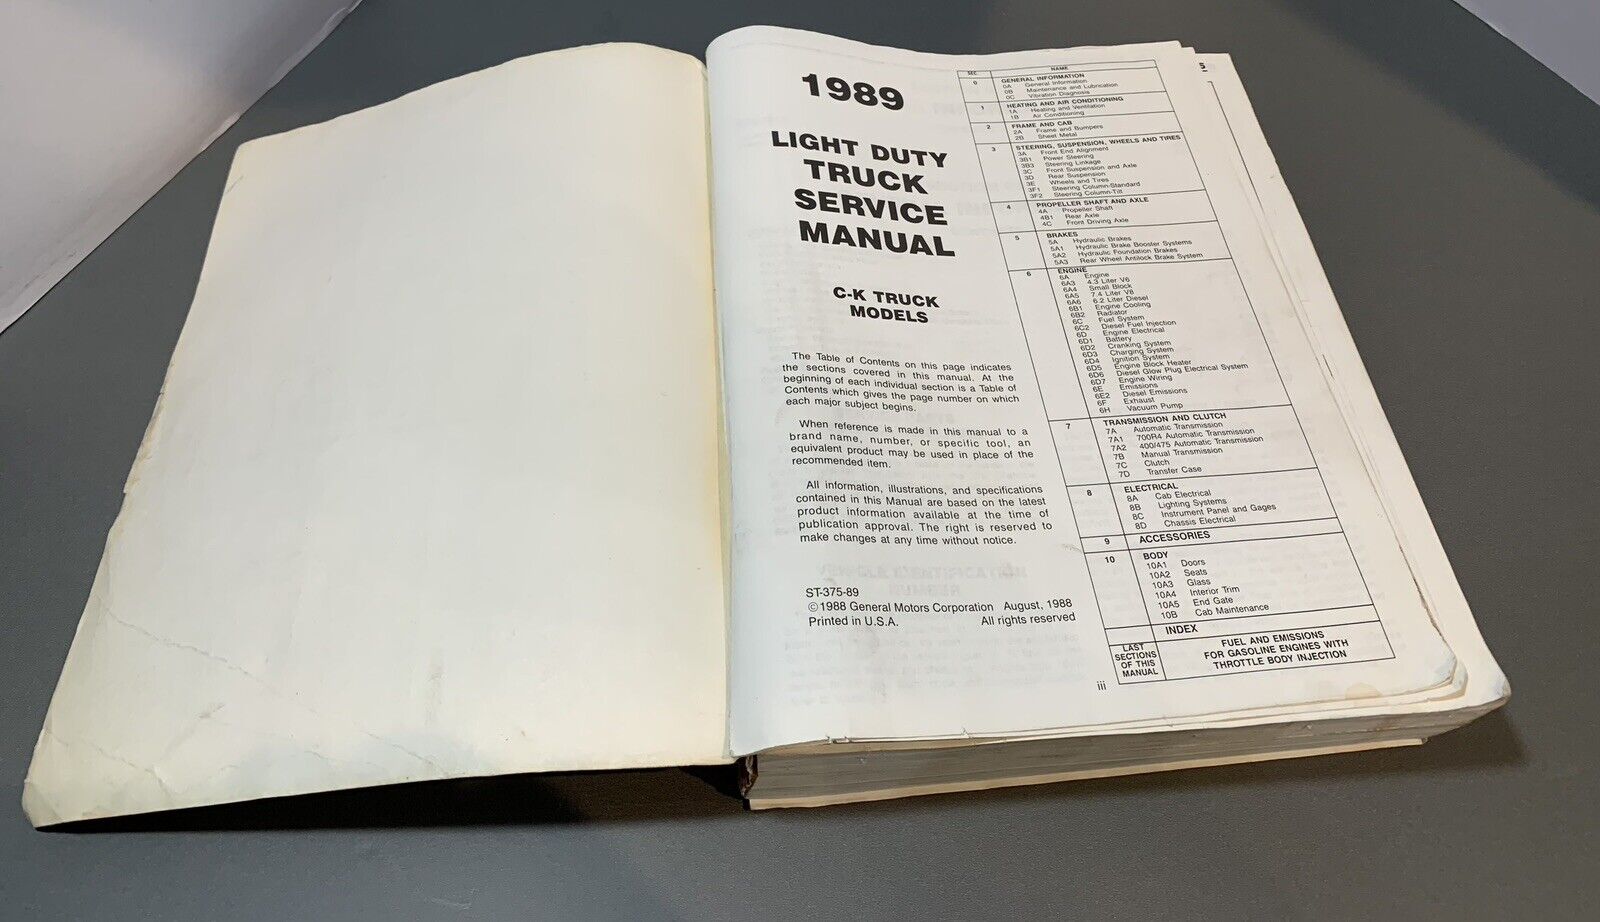 1989
LIGHT DUTY
TRUCK
SERVICE
MANUAL
C-K TRUCK
MODELS
The Table of Contents on this page indicates
the sections covered in this manual. At the
beginning of each individual section is a Table of
Contents which gives the page number on which
each major subject begins.
When reference is made in this manual to a
brand name, number, or specific tool, an
equivalent product may be used in place of the
recommended item.
All information, illustrations, and specifications
contained in this Manual are based on the latest
product information available at the time of
publication approval. The right is reserved to
make changes at any time without notice.
ST-375-89
©1988 General Motors Corporation August, 1988
Printed in U.S.A. All rights reserved
SEC NAME
0 GENERAL INFORMATION
0A General Information
0B Maintenance and Lubrication
0C Vibration Diagnosis
1 HEATING AND AIR CONDITIONING
1A Heating and Ventilation
1B Air Conditioning
2 FRAME AND CAB
2A Frame and Bumpers
2B Sheet Metal
3 STEERING, SUSPENSION, WHEELS AND TIRES
3A Front End Alignment
3B1 Power Steering
3B3 Steering Linkage
3C Front Suspension and Axle
3D Rear Suspension
3E Wheels and Tires
3F1 Steering Column-Standard
3F2 Steering Column-Tilt
4 PROPELLER SHAFT AND AXLE
4A Propeller Shaft
4B1 Rear Axle
4C Front Driving Axle
5 BRAKES
5A Hydraulic Brakes
5A1 Hydraulic Brake Booster Systems
5A2 Hydraulic Foundation Brakes
5A3 Rear Wheel Antilock Brake System
6 ENGINE
6A Engine
6A3 4.3 Liter V6
6A4 Small Block
6A5 7.4 Liter V8
6A6 6.2 Liter Diesel
6B1 Engine Cooling
6B2 Radiator
6C Fuel System
6C2 Diesel Fuel Injection
6D Engine Electrical
6D1 Battery
6D2 Cranking System
6D3 Charging System
6D4 Ignition System
6D5 Engine Block Heater
6D6 Diesel Glow Plug Electrical System
6D7 Engine Wiring
6E Emissions
6E2 Diesel Emissions
6F Exhaust
6H Vacuum Pump
7 TRANSMISSION AND CLUTCH
7A Automatic Transmission
7A1 700R4 Automatic Transmission
7A2 400/475 Automatic Transmission
7B Manual Transmission
7C Clutch
7D Transfer Case
8 ELECTRICAL
8A Cab Electrical
8B Lighting Systems
8C Instrument Panel and Gages
8D Chassis Electrical
9 ACCESSORIES
10 BODY
10A1 Doors
10A2 Seats
10A3 Glass
10A4 Interior Trim
10A5 End Gate
10B Cab Maintenance
INDEX
LAST
SECTIONS
OF THIS
MANUAL
FUEL AND EMISSIONS
FOR GASOLINE ENGINES WITH
THROTTLE BODY INJECTION
iii